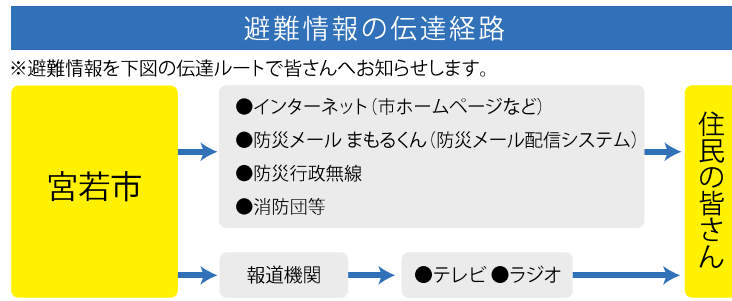 避難情報の伝達経路
※避難情報を下図の伝達ルートで皆さんへお知らせします。
宮若市
●インターネット(市ホームページなど)
●防災メール まもるくん(防災メール配信システム)
●防災行政無線
●消防団等
報道機関
●テレビ ●ラジオ
住民の皆さん